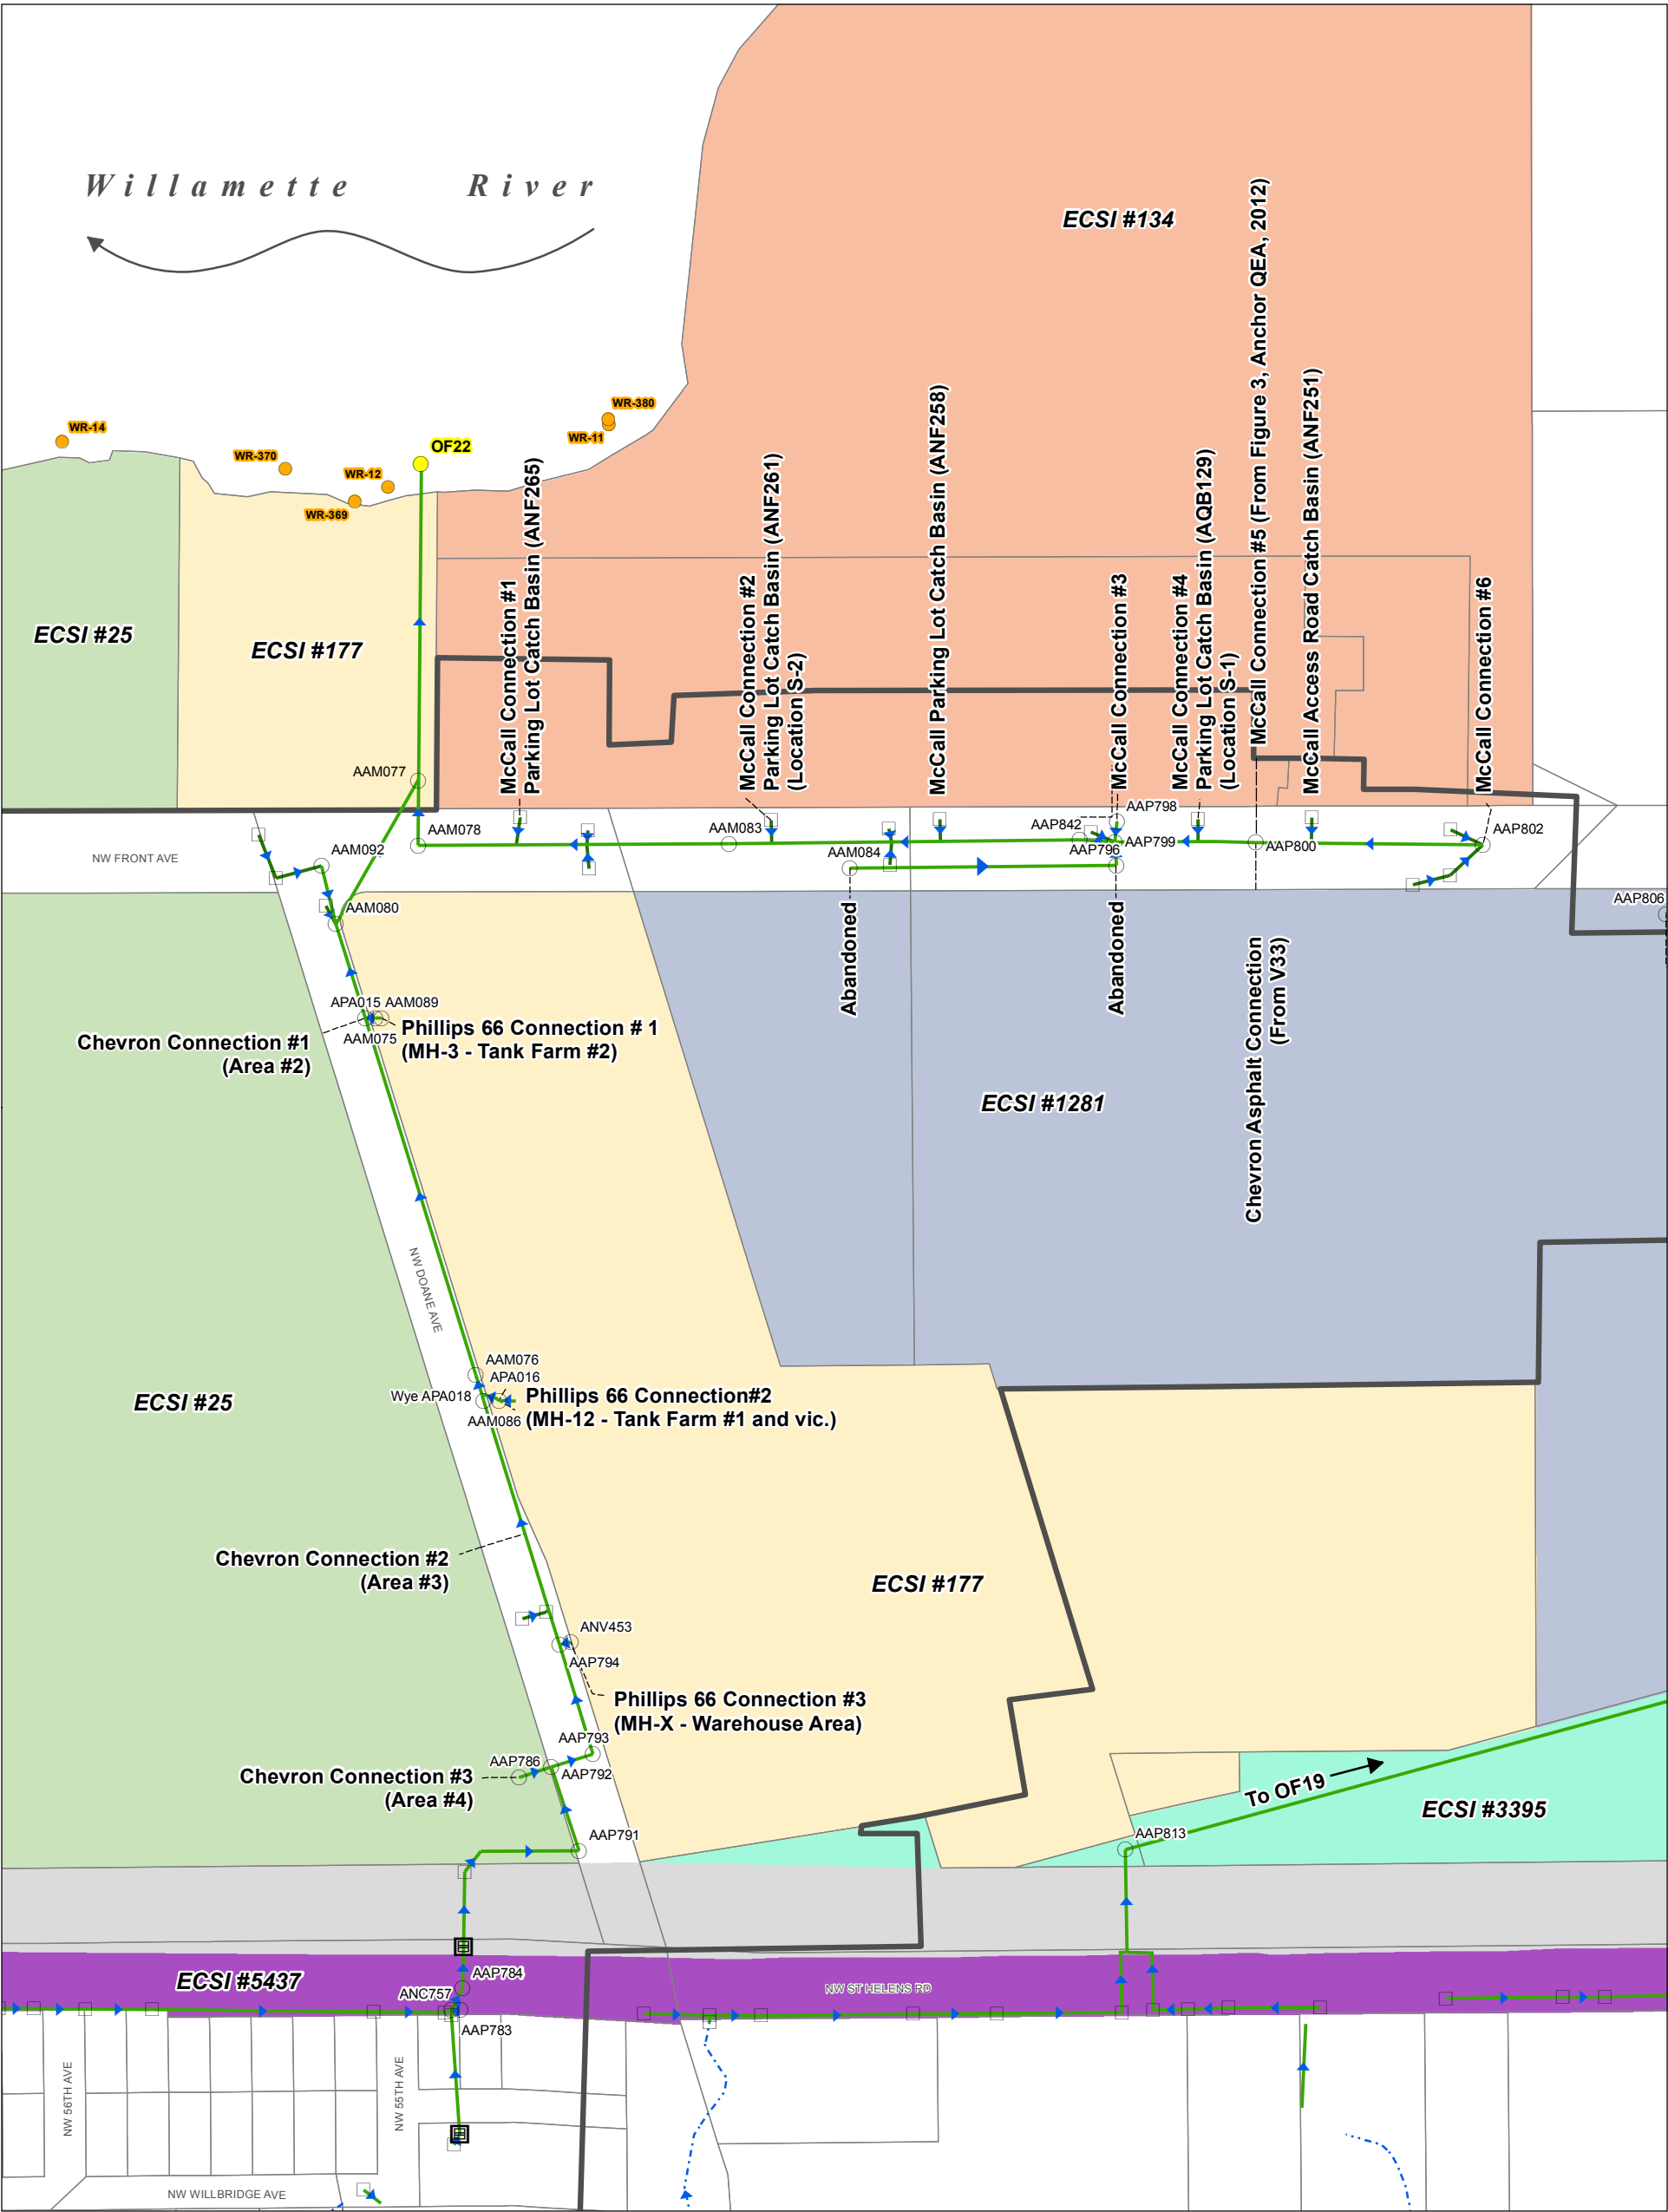 Willamette River
ECSI #134
WR-380
WR-11
WR-14
OF22
WR-370
WR-12
WR-369
McCall Connection #1
Parking Lot Catch Basin (ANF265)
McCall Connection #2
Parking Lot Catch Basin (ANF261)
(Location S-2)
McCall Parking Lot Catch Basin (ANF258)
McCall Connection #3
McCall Connection #4
Parking Lot Catch Basin (AQB129)
(Location S-1)
McCall Connection #5 (From Figure 3, Anchor QEA, 2012)
McCall Access Road Catch Basin (ANF251)
McCall Connection #6
ECSI #25
ECSI #177
AAM077
AAM078
AAM083
AAM084
AAP842
AAP798
AAP796
AAP799
AAP800
AAP802
NW FRONT AVE
AAM092
AAM080
AAP806
Abandoned
Abandoned
Chevron Asphalt Connection
(From V33)
APA015
AAM089
AAM075
Chevron Connection #1
(Area #2)
Phillips 66 Connection # 1
(MH-3 - Tank Farm #2)
ECSI #1281
NW DOANE AVE
AAM076
APA016
Wye APA018
AAM086
Phillips 66 Connection#2
(MH-12 - Tank Farm #1 and vic.)
ECSI #25
Chevron Connection #2
(Area #3)
ECSI #177
ANV453
AAP794
Phillips 66 Connection #3
(MH-X - Warehouse Area)
AAP793
AAP786
AAP792
Chevron Connection #3
(Area #4)
To OF19
ECSI #3395
AAP791
AAP813
ECSI #5437
AAP784
ANC757
NW ST HELENS RD
AAP783
NW 56TH AVE
NW 55TH AVE
NW WILLBRIDGE AVE